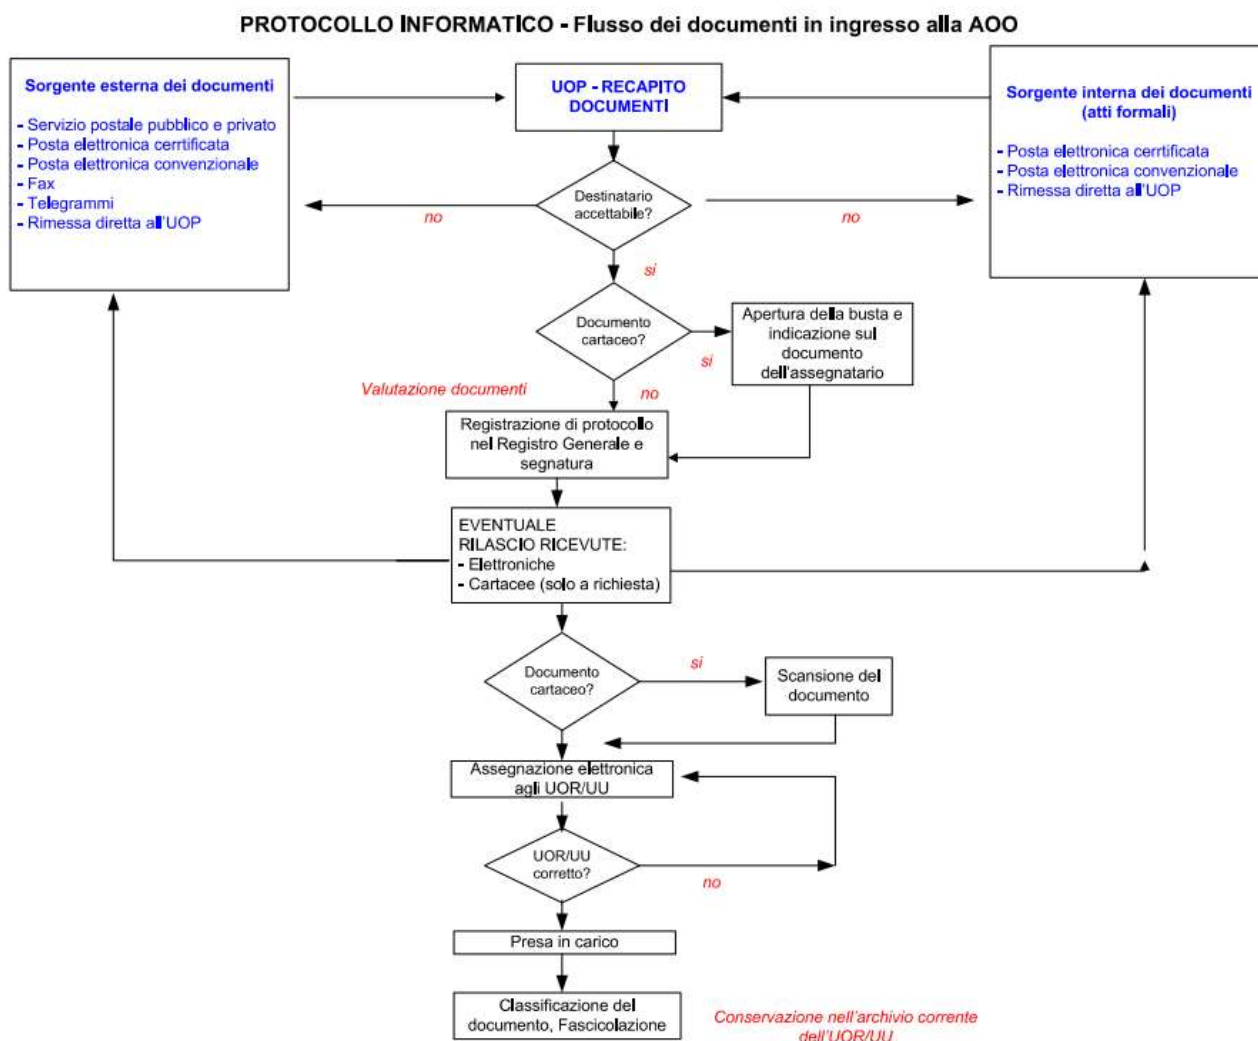 PROTOCOLLO INFORMATICO - Flusso dei documenti in ingresso alla AOO
Sorgente esterna dei documenti
- Servizio postale pubblico e privato
- Posta elettronica cerrtificata
- Posta elettronica convenzionale
- Fax
- Telegrammi
- Rimessa diretta all'UOP
UOP - RECAPITO
DOCUMENTI
Sorgente interna dei documenti
(atti formali)
- Posta elettronica cerrtificata
- Posta elettronica convenzionale
- Rimessa diretta all'UOP
Destinatario
accettabile?
no
no
si
Documento
cartaceo?
si
Apertura della busta e
indicazione sul
documento
dell'assegnatario
Valutazione documenti
no
Registrazione di protocollo
nel Registro Generale e
segnatura
EVENTUALE
RILASCIO RICEVUTE:
- Elettroniche
- Cartacee (solo a richiesta)
Documento
cartaceo?
si
Scansione del
documento
Assegnazione elettronica
agli UOR/UU
UOR/UU
corretto?
no
Presa in carico
Classificazione del
documento, Fascicolazione
Conservazione nell'archivio corrente
dell'UOR/UU